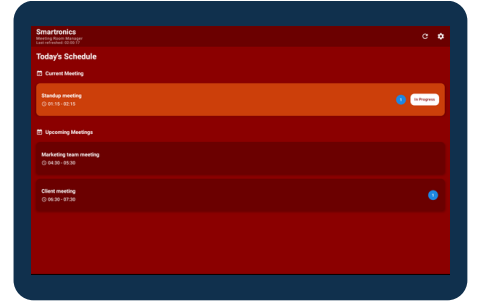 Smartronics
Meeting Room Manager
Today's Schedule
Current Meeting
Standup meeting
01:15 - 02:15
In Progress
Upcoming Meetings
Marketing team meeting
04:30 - 05:30
Client meeting
06:30 - 07:30